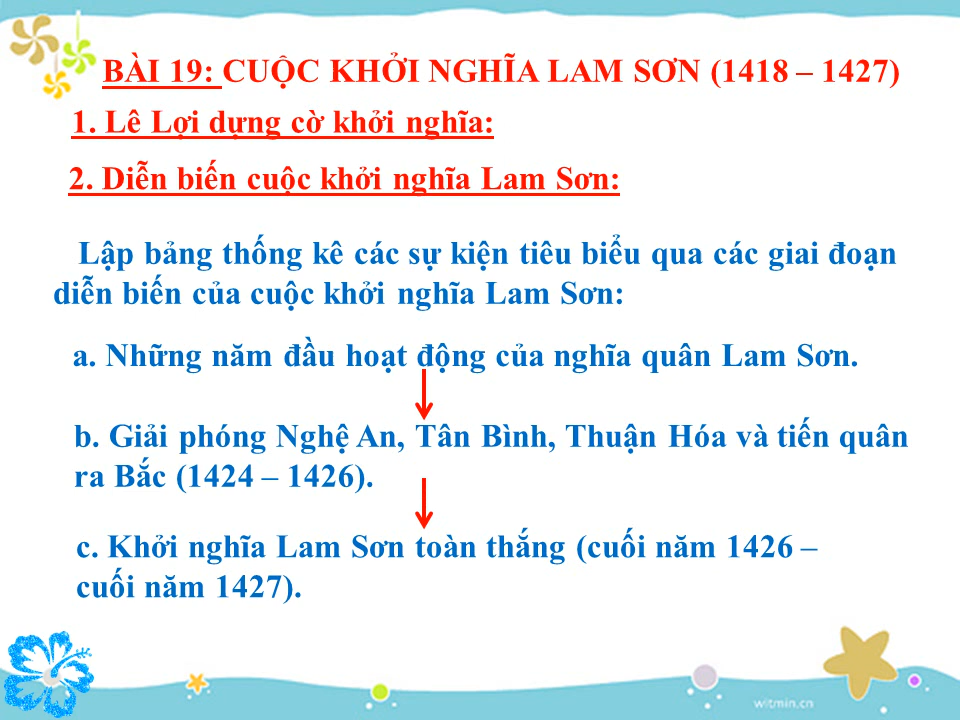 BÀI 19: CUỘC KHỞI NGHĨA LAM SƠN (1418 – 1427)
1. Lê Lợi dựng cờ khởi nghĩa:
2. Diễn biến cuộc khởi nghĩa Lam Sơn:
Lập bảng thống kê các sự kiện tiêu biểu qua các giai đoạn
diễn biến của cuộc khởi nghĩa Lam Sơn:
a. Những năm đầu hoạt động của nghĩa quân Lam Sơn.
b. Giải phóng Nghệ An, Tân Bình, Thuận Hóa và tiến quân
ra Bắc (1424 – 1426).
c. Khởi nghĩa Lam Sơn toàn thắng (cuối năm 1426 –
cuối năm 1427).
witmin.cn